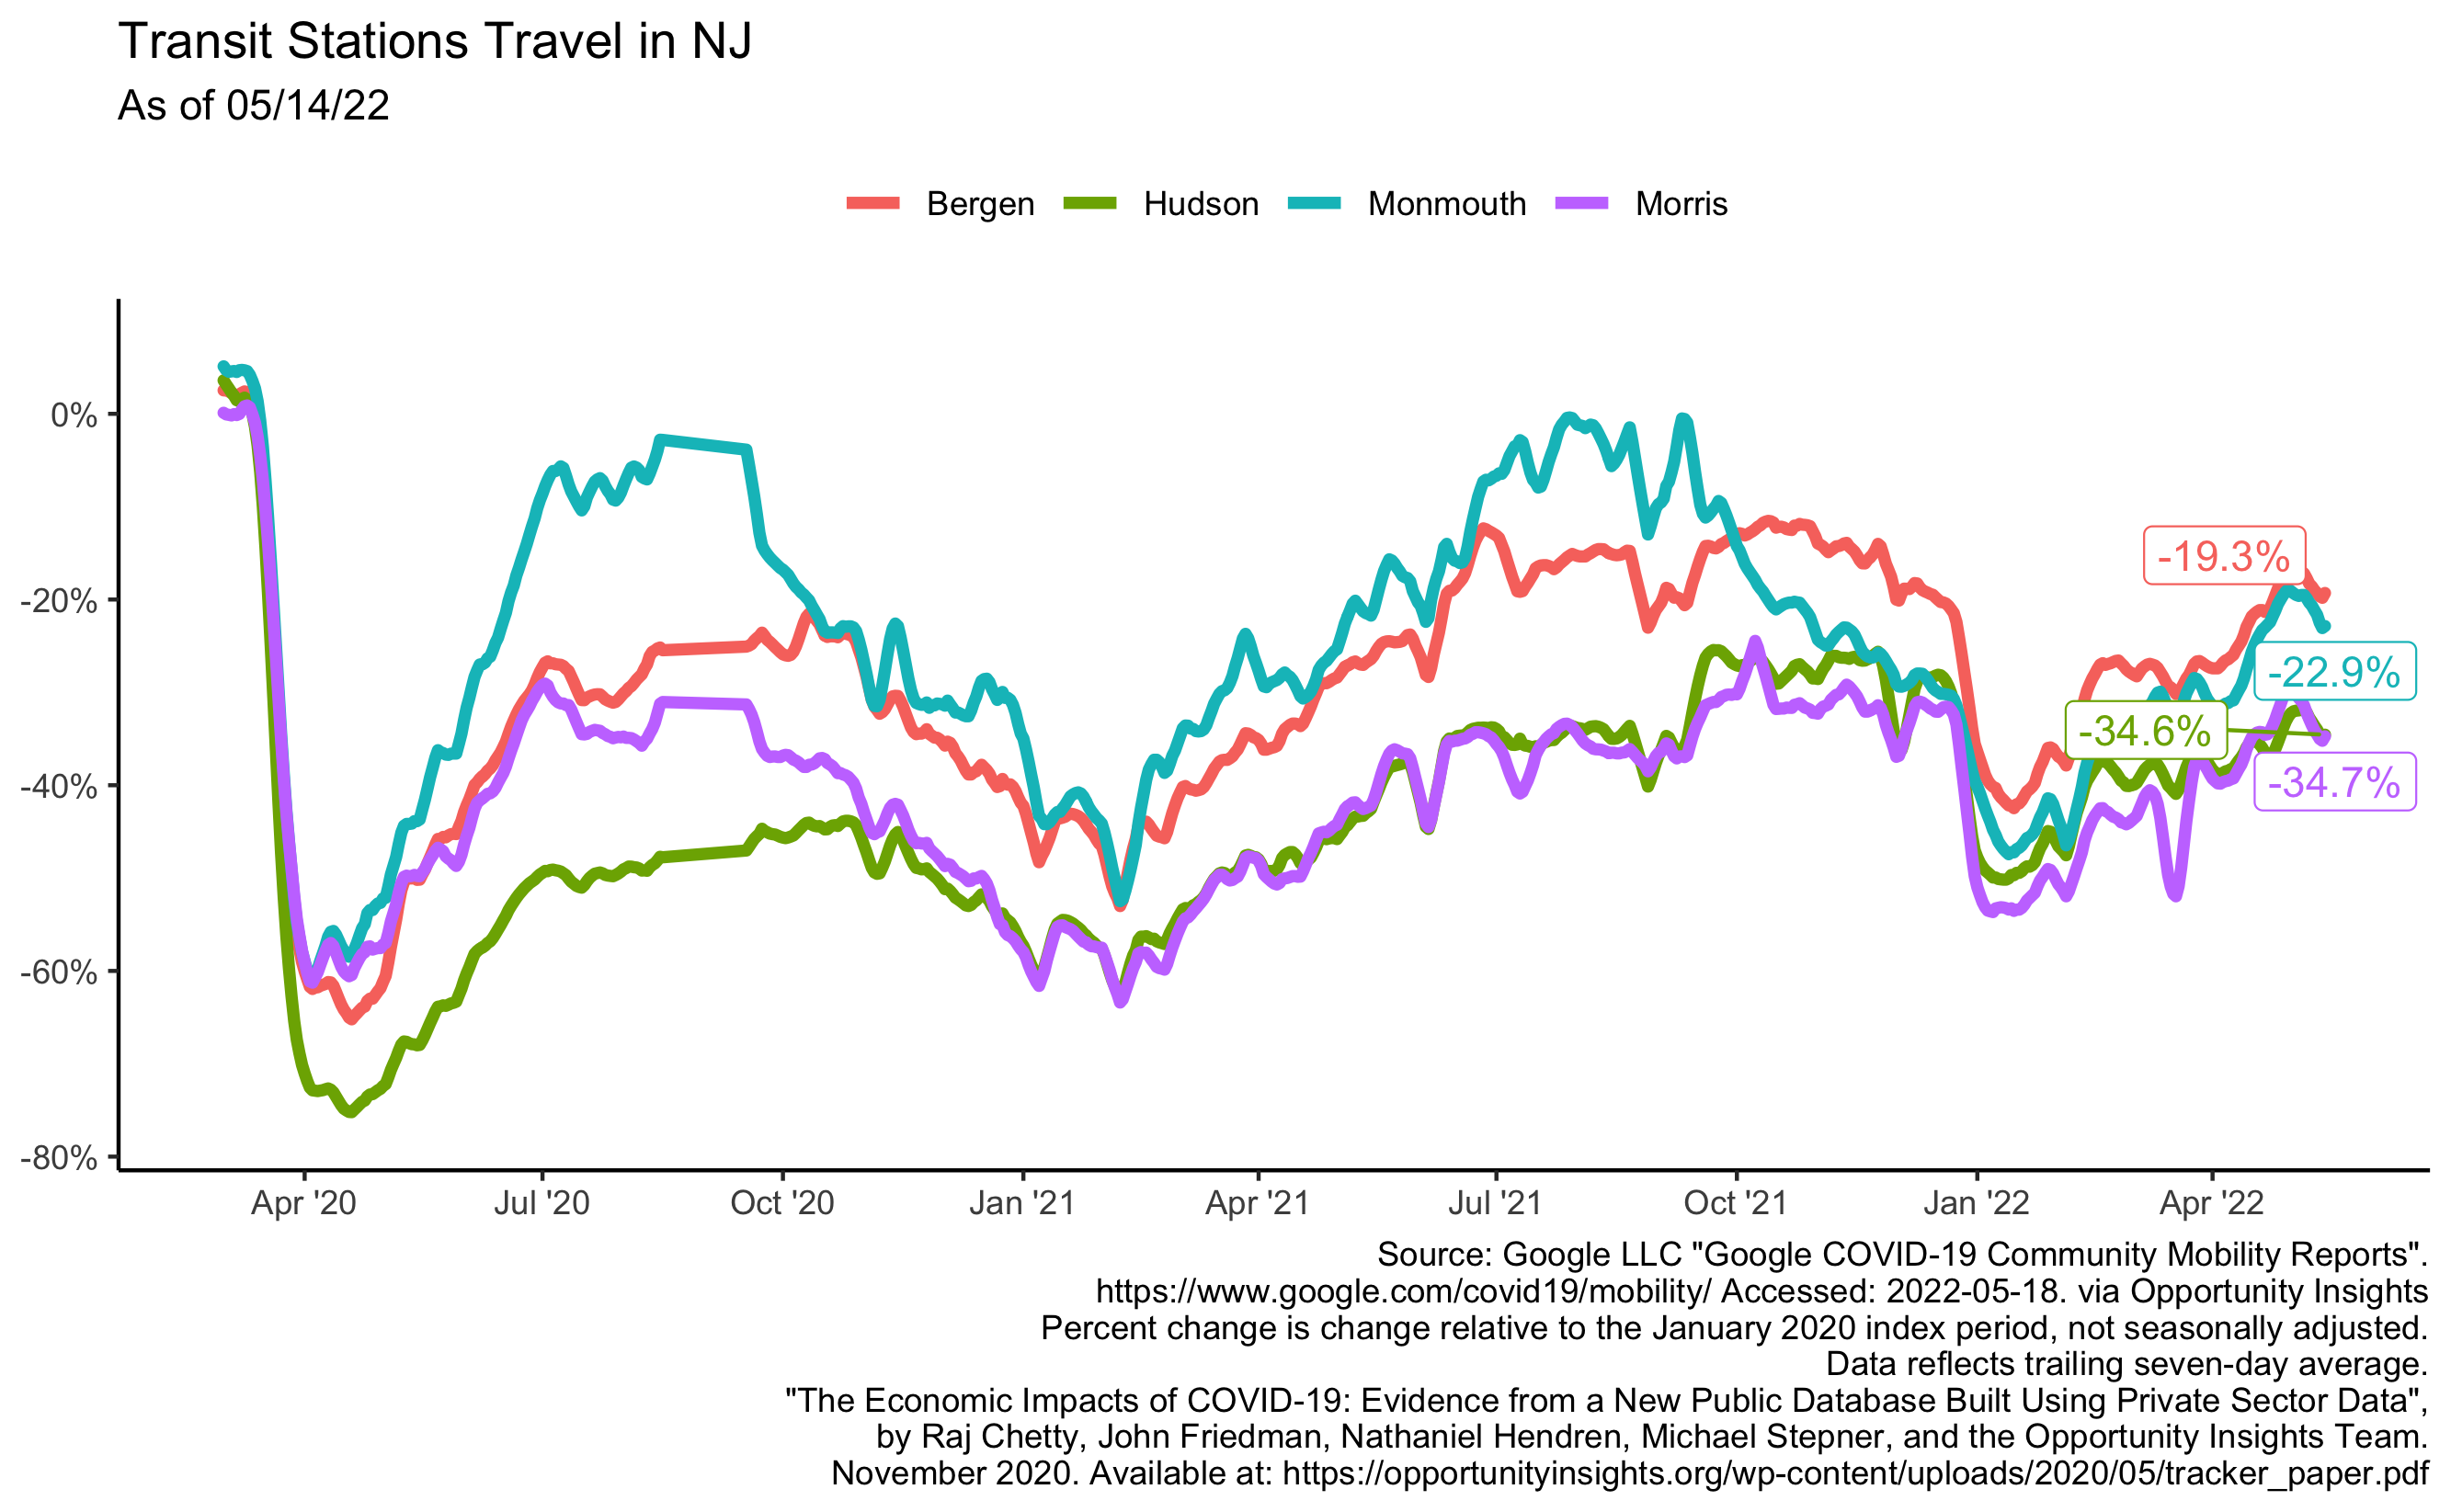 Transit Stations Travel in NJ
As of 05/14/22
Bergen Hudson Monmouth Morris
0%
-20%
-40%
-60%
-80%
-19.3%
-22.9%
-34.6%
-34.7%
Apr '20 Jul '20 Oct '20 Jan '21 Apr '21 Jul '21 Oct '21 Jan '22 Apr '22
Source: Google LLC "Google COVID-19 Community Mobility Reports".
https://www.google.com/covid19/mobility/ Accessed: 2022-05-18. via Opportunity Insights
Percent change is change relative to the January 2020 index period, not seasonally adjusted.
Data reflects trailing seven-day average.
"The Economic Impacts of COVID-19: Evidence from a New Public Database Built Using Private Sector Data",
by Raj Chetty, John Friedman, Nathaniel Hendren, Michael Stepner, and the Opportunity Insights Team.
November 2020. Available at: https://opportunityinsights.org/wp-content/uploads/2020/05/tracker_paper.pdf